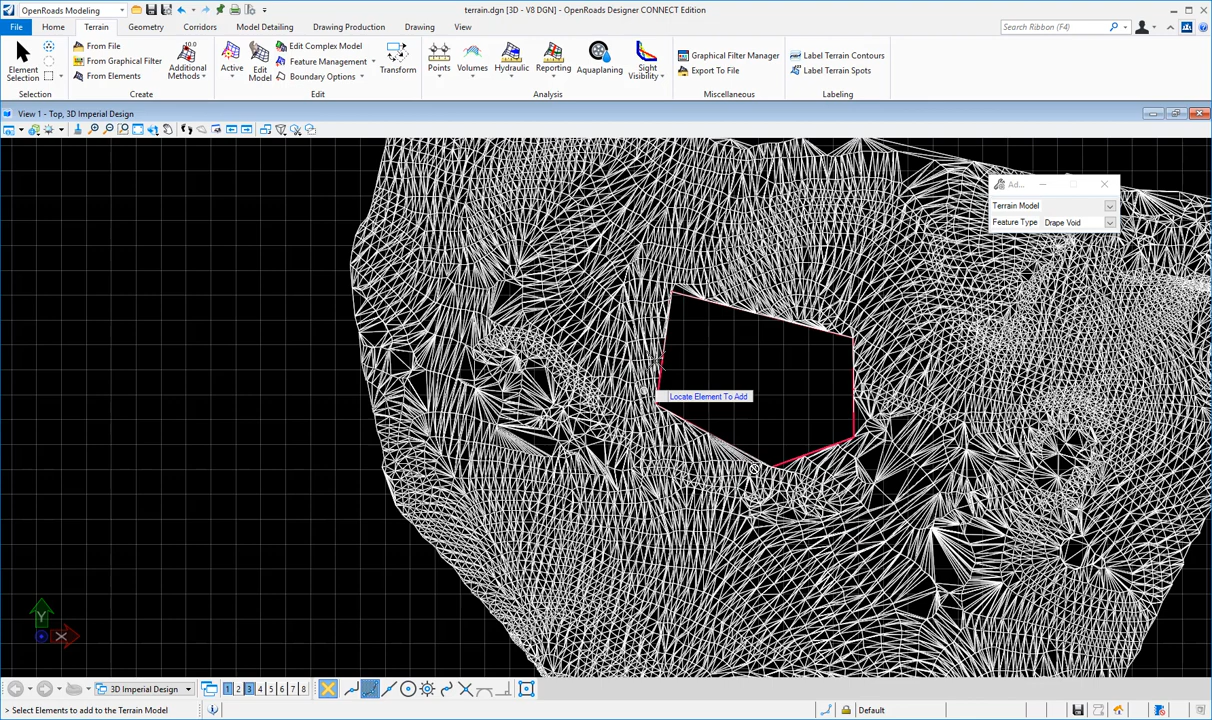 OpenRoads Modeling
terrain.dgn [3D - V8 DGN] - OpenRoads Designer CONNECT Edition
File Home Terrain Geometry Corridors Model Detailing Drawing Production Drawing View
Search Ribbon (F4)
Element Selection
Selection
From File
From Graphical Filter
From Elements
Additional Methods
Create
Active
Edit Model
Edit Complex Model
Feature Management
Boundary Options
Transform
Edit
Points
Volumes
Hydraulic
Reporting
Aquaplaning
Sight Visibility
Analysis
Graphical Filter Manager
Export To File
Miscellaneous
Label Terrain Contours
Label Terrain Spots
Labeling
View 1 - Top, 3D Imperial Design
Ad...
Terrain Model
Feature Type Drape Void
Locate Element To Add
Y
X
3D Imperial Design 1 2 3 4 5 6 7 8
> Select Elements to add to the Terrain Model
Default